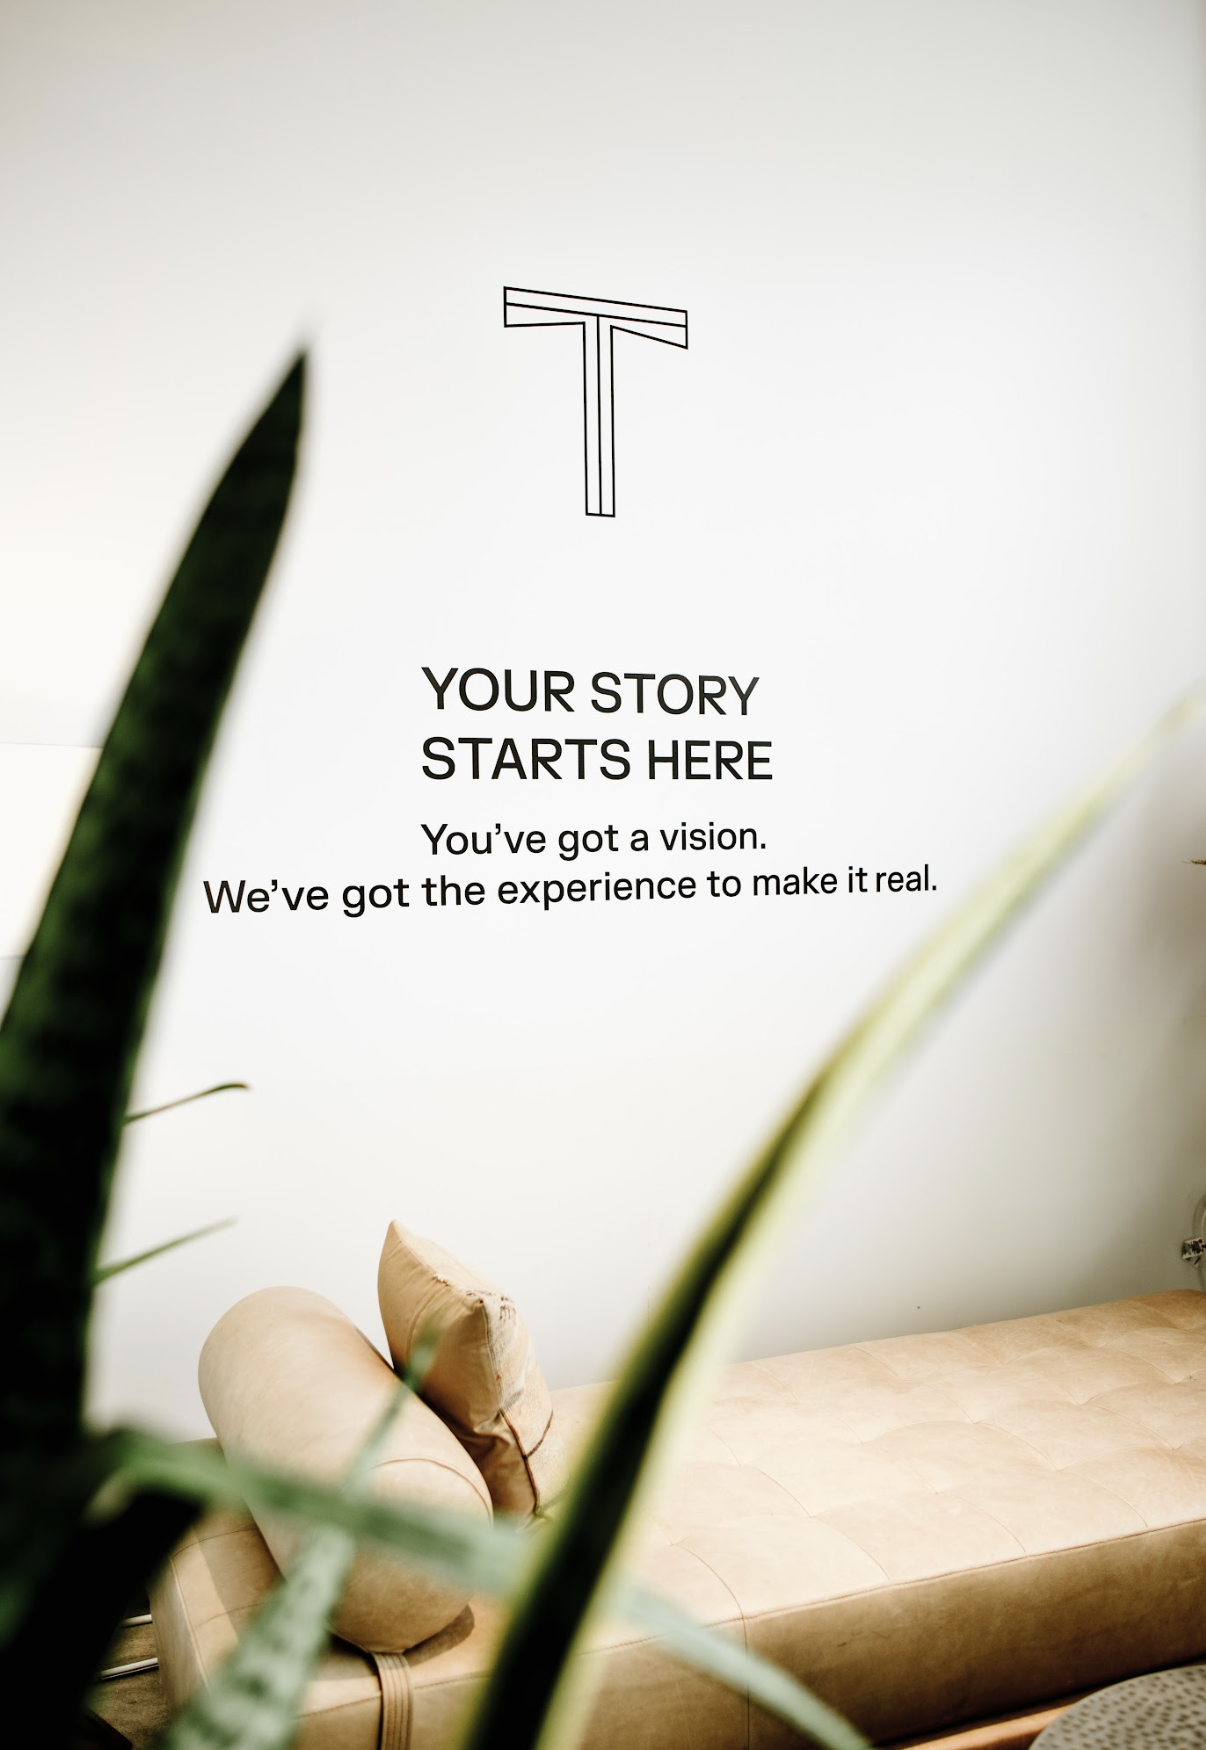 T
YOUR STORY
STARTS HERE
You’ve got a vision.
We’ve got the experience to make it real.